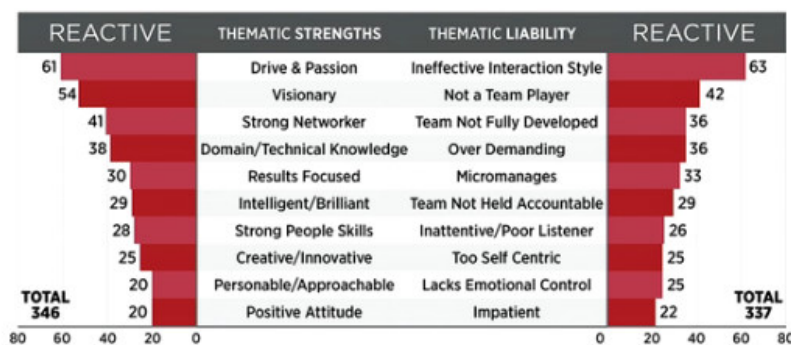 REACTIVE THEMATIC STRENGTHS THEMATIC LIABILITY REACTIVE
61 Drive & Passion Ineffective Interaction Style 63
54 Visionary Not a Team Player 42
41 Strong Networker Team Not Fully Developed 36
38 Domain/Technical Knowledge Over Demanding 36
30 Results Focused Micromanages 33
29 Intelligent/Brilliant Team Not Held Accountable 29
28 Strong People Skills Inattentive/Poor Listener 26
25 Creative/Innovative Too Self Centric 25
20 Personable/Approachable Lacks Emotional Control 25
TOTAL 346 20 Positive Attitude Impatient 22 TOTAL 337
80 60 40 20 0 0 20 40 60 80